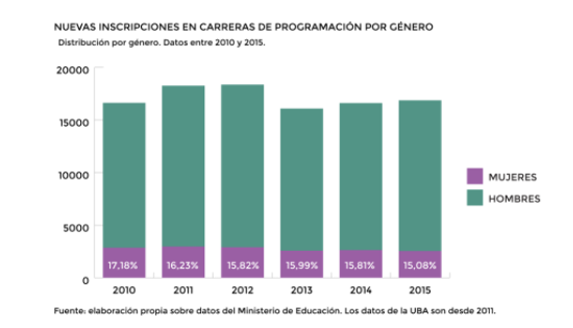 NUEVAS INSCRIPCIONES EN CARRERAS DE PROGRAMACIÓN POR GÉNERO
Distribución por género. Datos entre 2010 y 2015.
20000
15000
10000
5000
0
17,18% 16,23% 15,82% 15,99% 15,81% 15,08%
2010 2011 2012 2013 2014 2015
MUJERES
HOMBRES
Fuente: elaboración propia sobre datos del Ministerio de Educación. Los datos de la UBA son desde 2011.